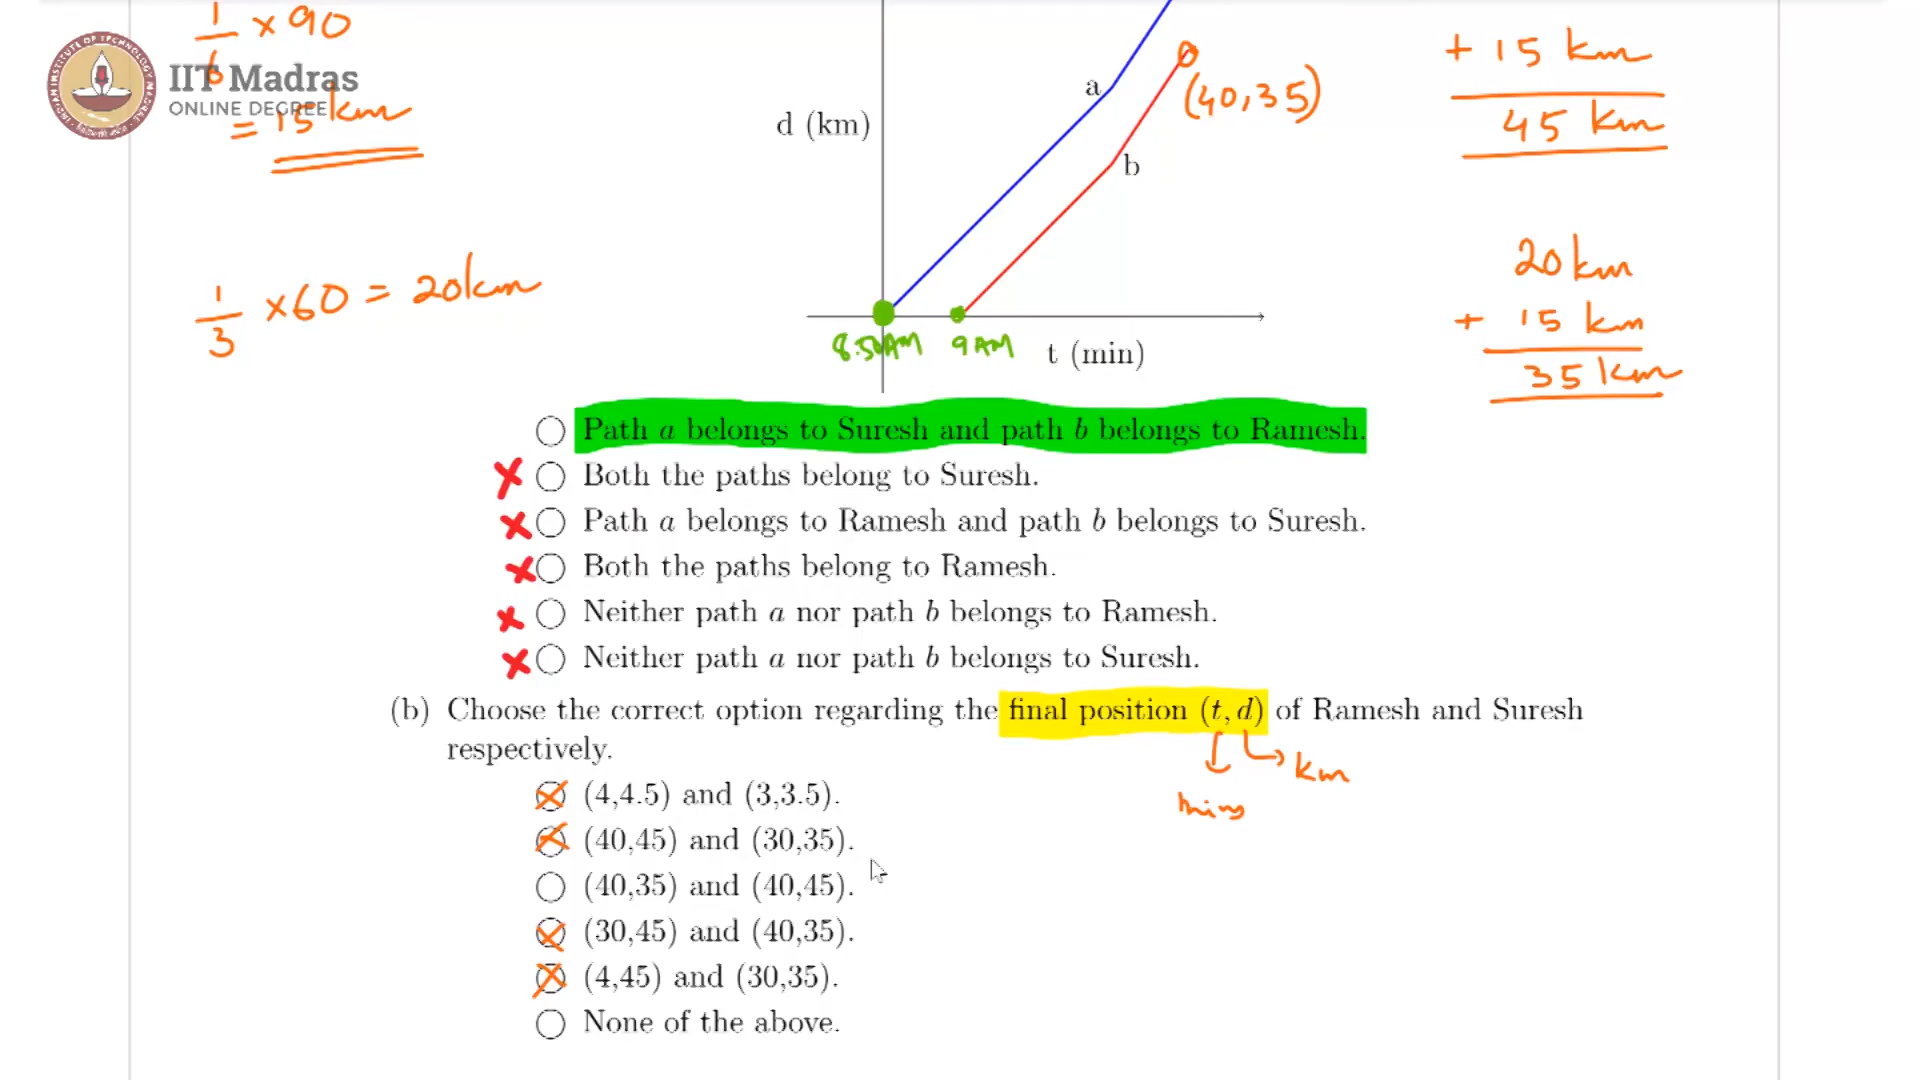 1/6 × 90
= 15 km
IIT Madras
ONLINE DEGREE
1/3 × 60 = 20km
d (km)
a
b
(40,35)
8.50AM 9 AM t (min)
+ 15 km
45 km
20km
+ 15 km
35 km
Path a belongs to Suresh and path b belongs to Ramesh.
Both the paths belong to Suresh.
Path a belongs to Ramesh and path b belongs to Suresh.
Both the paths belong to Ramesh.
Neither path a nor path b belongs to Ramesh.
Neither path a nor path b belongs to Suresh.
(b) Choose the correct option regarding the final position (t, d) of Ramesh and Suresh
respectively.
km
mins
(4,4.5) and (3,3.5).
(40,45) and (30,35).
(40,35) and (40,45).
(30,45) and (40,35).
(4,45) and (30,35).
None of the above.